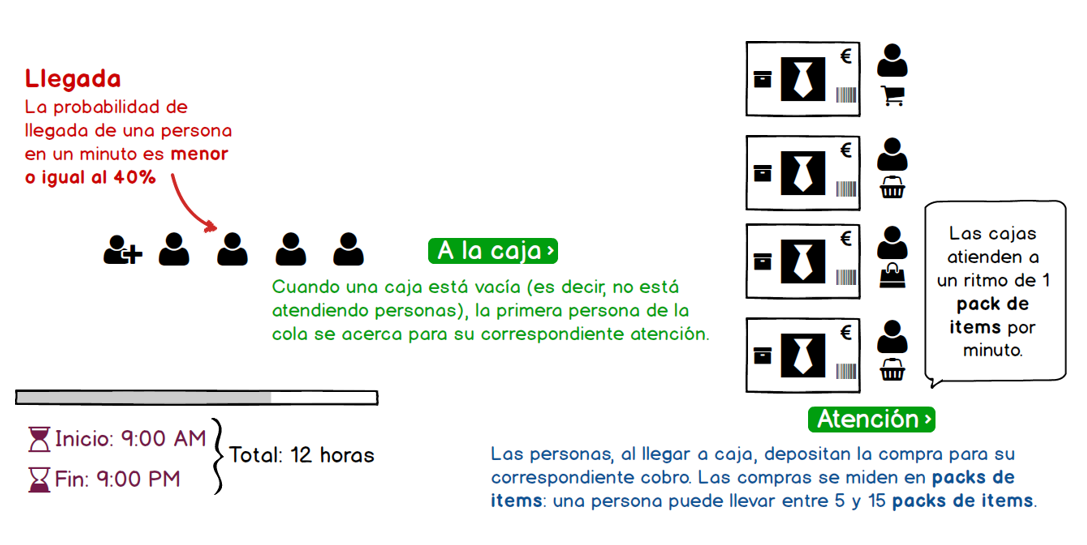 Llegada
La probabilidad de
llegada de una persona
en un minuto es menor
o igual al 40%
A la caja ›
Cuando una caja está vacía (es decir, no está
atendiendo personas), la primera persona de la
cola se acerca para su correspondiente atención.
€
€
€
€
Las cajas
atienden a
un ritmo de 1
pack de
items por
minuto.
Inicio: 9:00 AM
Fin: 9:00 PM
Total: 12 horas
Atención ›
Las personas, al llegar a caja, depositan la compra para su
correspondiente cobro. Las compras se miden en packs de
items: una persona puede llevar entre 5 y 15 packs de items.